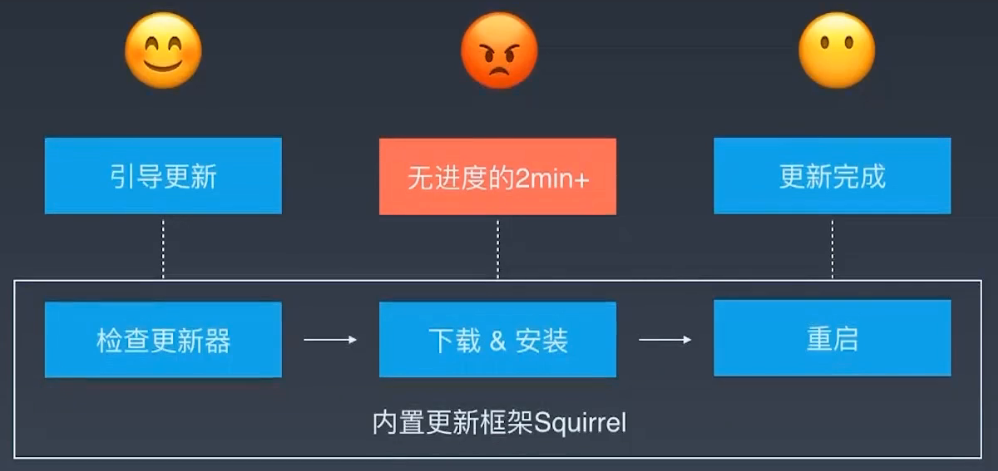 引导更新
无进度的2min+
更新完成
检查更新器
下载 & 安装
重启
内置更新框架Squirrel